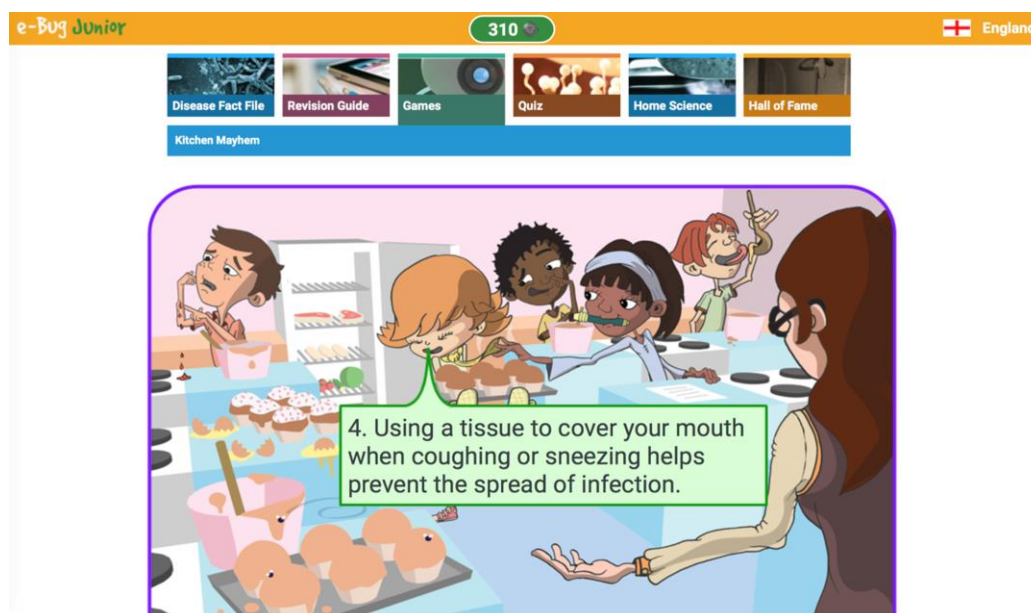 e-Bug Junior
310
England
Disease Fact File
Revision Guide
Games
Quiz
Home Science
Hall of Fame
Kitchen Mayhem
4. Using a tissue to cover your mouth
when coughing or sneezing helps
prevent the spread of infection.